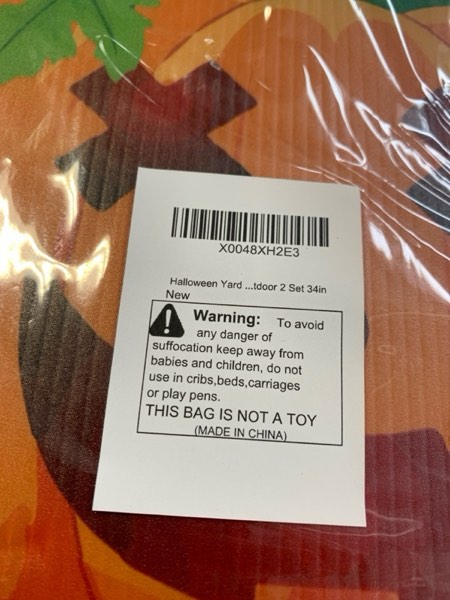 X0048XH2E3
Halloween Yard ...tdoor 2 Set 34in
New
Warning: To avoid
any danger of
suffocation keep away from
babies and children, do not
use in cribs,beds,carriages
or play pens.
THIS BAG IS NOT A TOY
(MADE IN CHINA)